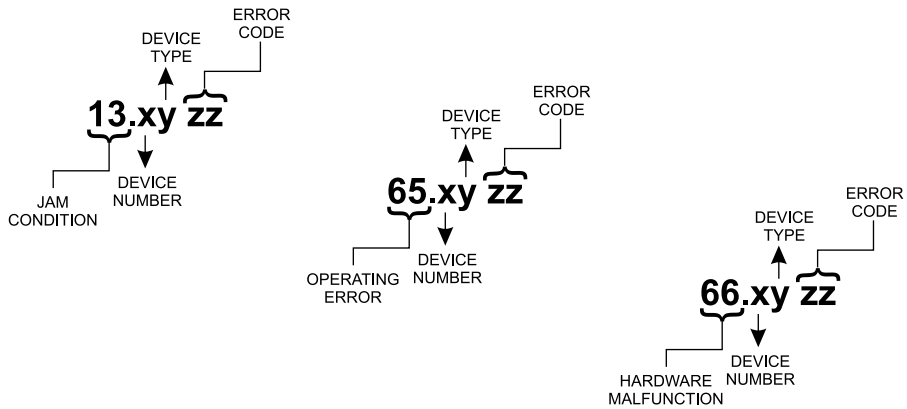 ERROR
CODE
DEVICE
TYPE
13.xy zz
JAM
CONDITION
DEVICE
NUMBER
ERROR
CODE
DEVICE
TYPE
65.xy zz
OPERATING
ERROR
DEVICE
NUMBER
ERROR
CODE
DEVICE
TYPE
66.xy zz
HARDWARE
MALFUNCTION
DEVICE
NUMBER